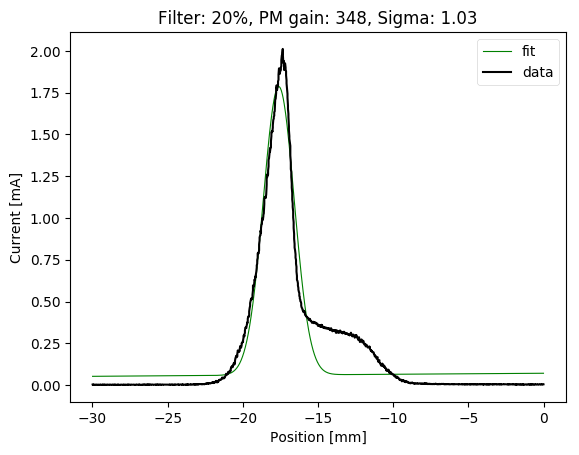 Filter: 20%, PM gain: 348, Sigma: 1.03
fit
data
2.00
1.75
1.50
1.25
1.00
0.75
0.50
0.25
0.00
Current [mA]
−30 −25 −20 −15 −10 −5 0
Position [mm]